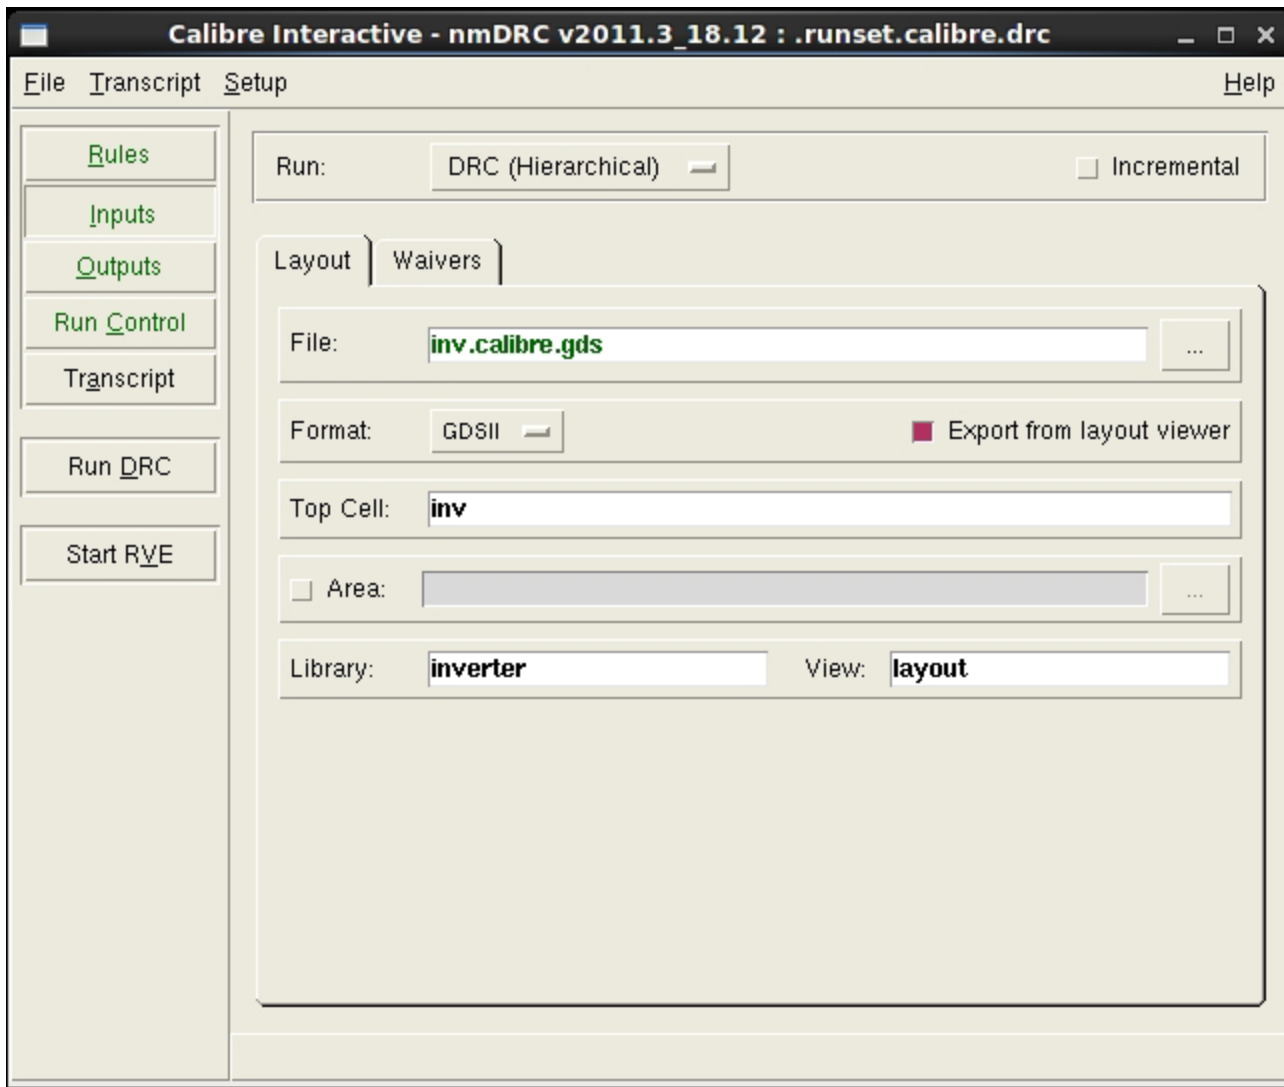 Calibre Interactive - nmDRC v2011.3_18.12 : .runset.calibre.drc
File Transcript Setup Help
Rules
Inputs
Outputs
Run Control
Transcript
Run DRC
Start RVE
Run: DRC (Hierarchical) Incremental
Layout Waivers
File: inv.calibre.gds ...
Format: GDSII Export from layout viewer
Top Cell: inv
Area: ...
Library: inverter View: layout